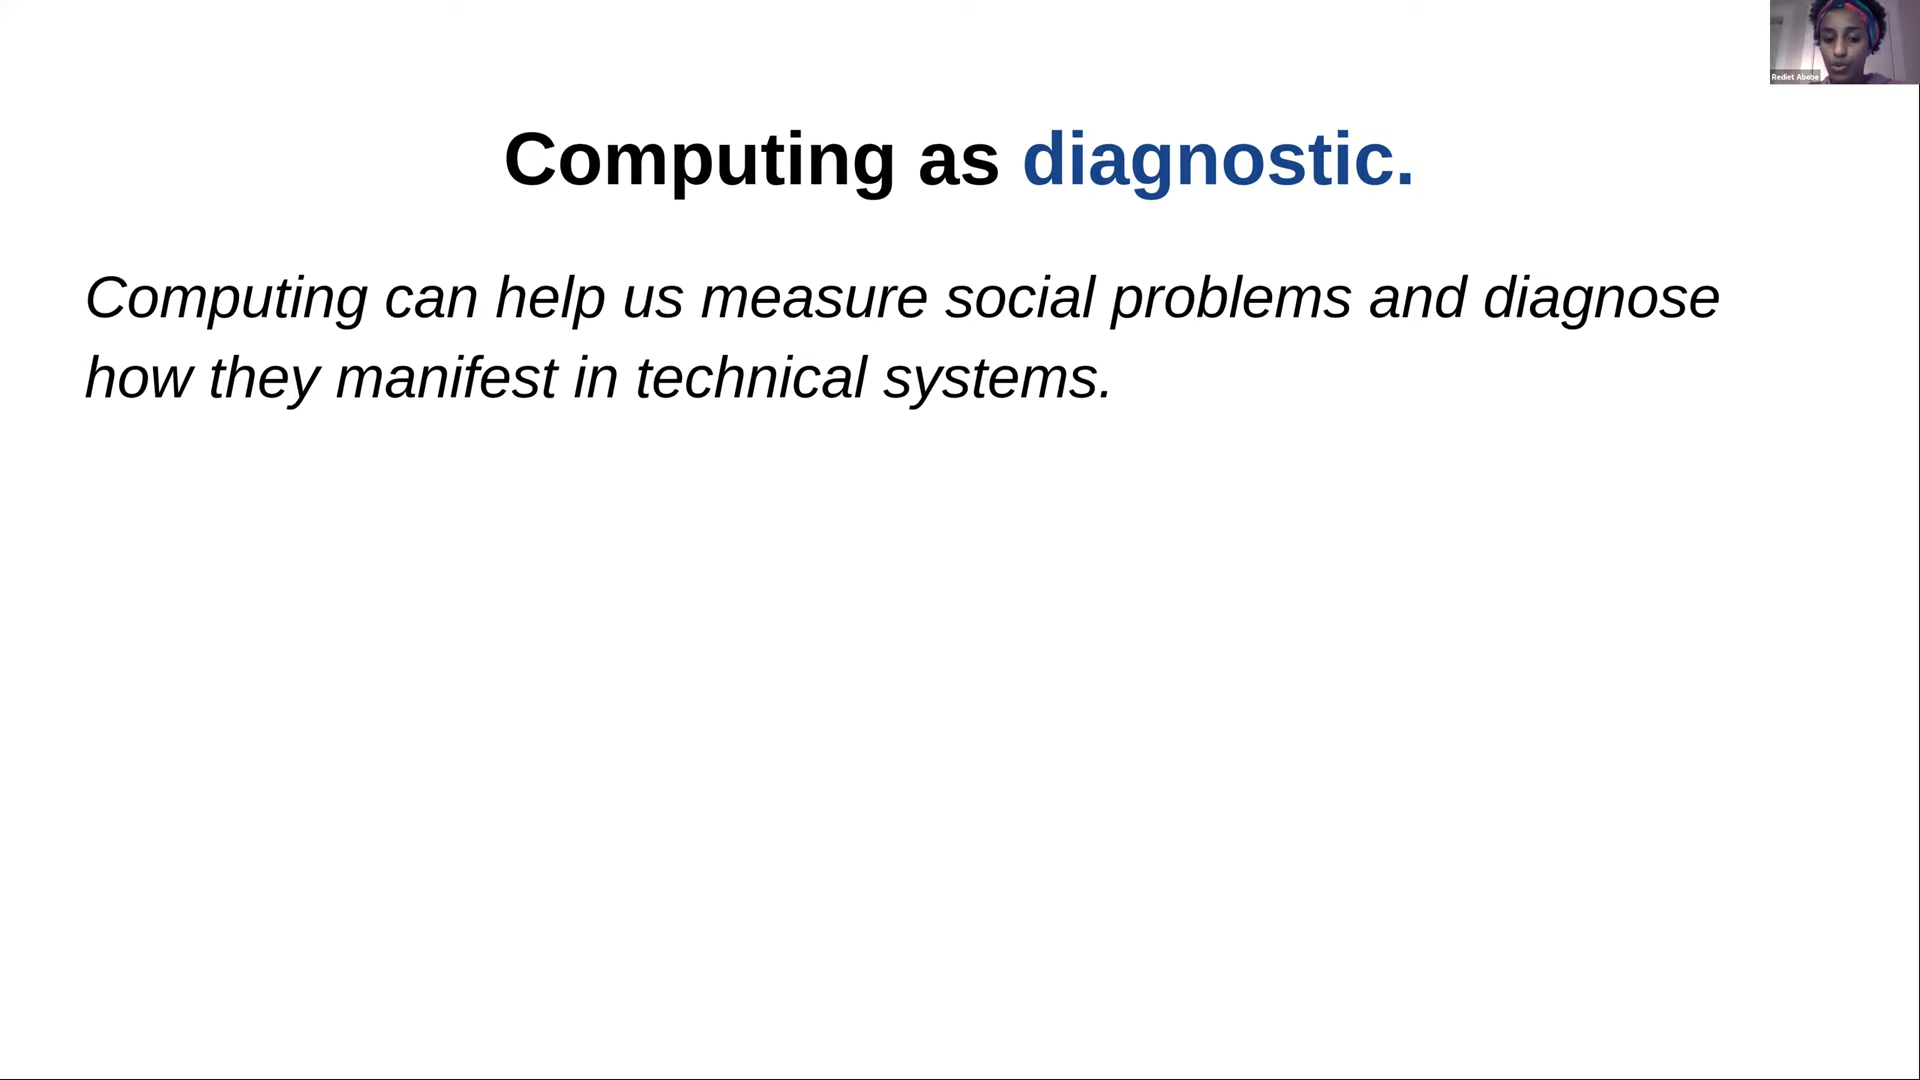 Rediet Abebe
Computing as diagnostic.
Computing can help us measure social problems and diagnose
how they manifest in technical systems.